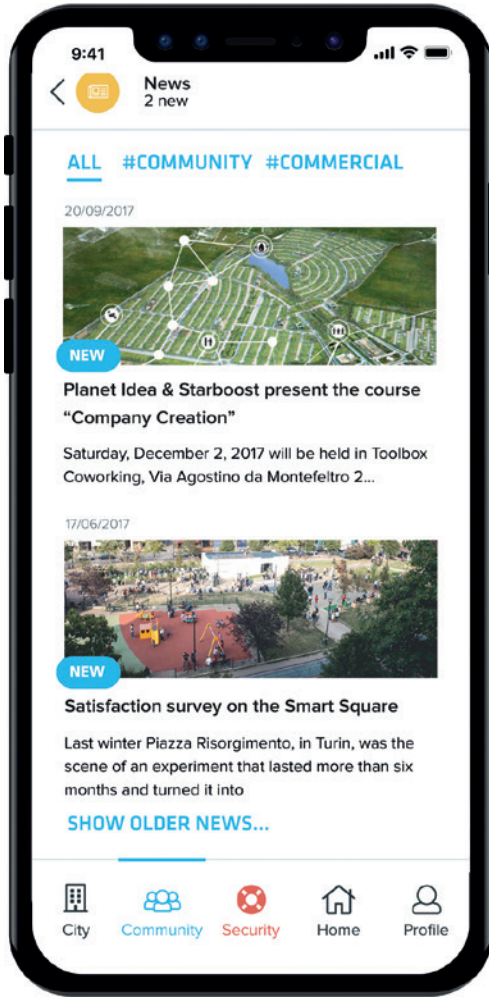 9:41
News
2 new
ALL #COMMUNITY #COMMERCIAL
20/09/2017
NEW
Planet Idea & Starboost present the course
“Company Creation”
Saturday, December 2, 2017 will be held in Toolbox
Coworking, Via Agostino da Montefeltro 2...
17/06/2017
NEW
Satisfaction survey on the Smart Square
Last winter Piazza Risorgimento, in Turin, was the
scene of an experiment that lasted more than six
months and turned it into
SHOW OLDER NEWS...
City Community Security Home Profile